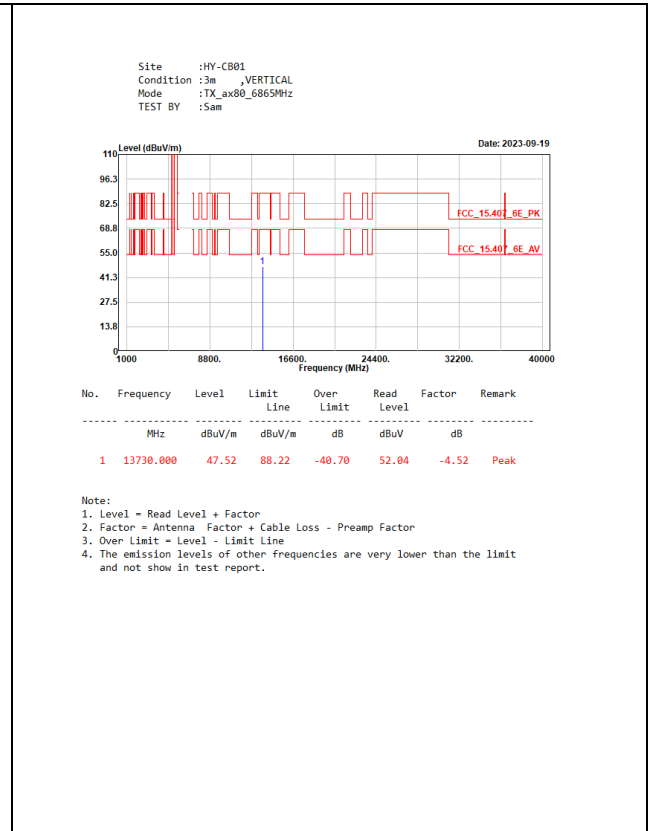 Site :HY-CB01
Condition :3m ,VERTICAL
Mode :TX_ax80_6865MHz
TEST BY :Sam
Level (dBuV/m)
Date: 2023-09-19
110
96.3
82.5
68.8
55.0
41.3
27.5
13.8
0
FCC_15.407_6E_PK
FCC_15.407_6E_AV
1
1000 8800. 16600. 24400. 32200. 40000
Frequency (MHz)
No. Frequency Level Limit Over Read Factor Remark
Line Limit Level
------ ----------- -------- -------- --------- --------- -------- ---------
MHz dBuV/m dBuV/m dB dBuV dB
1 13730.000 47.52 88.22 -40.70 52.04 -4.52 Peak
Note:
1. Level = Read Level + Factor
2. Factor = Antenna Factor + Cable Loss - Preamp Factor
3. Over Limit = Level - Limit Line
4. The emission levels of other frequencies are very lower than the limit
and not show in test report.